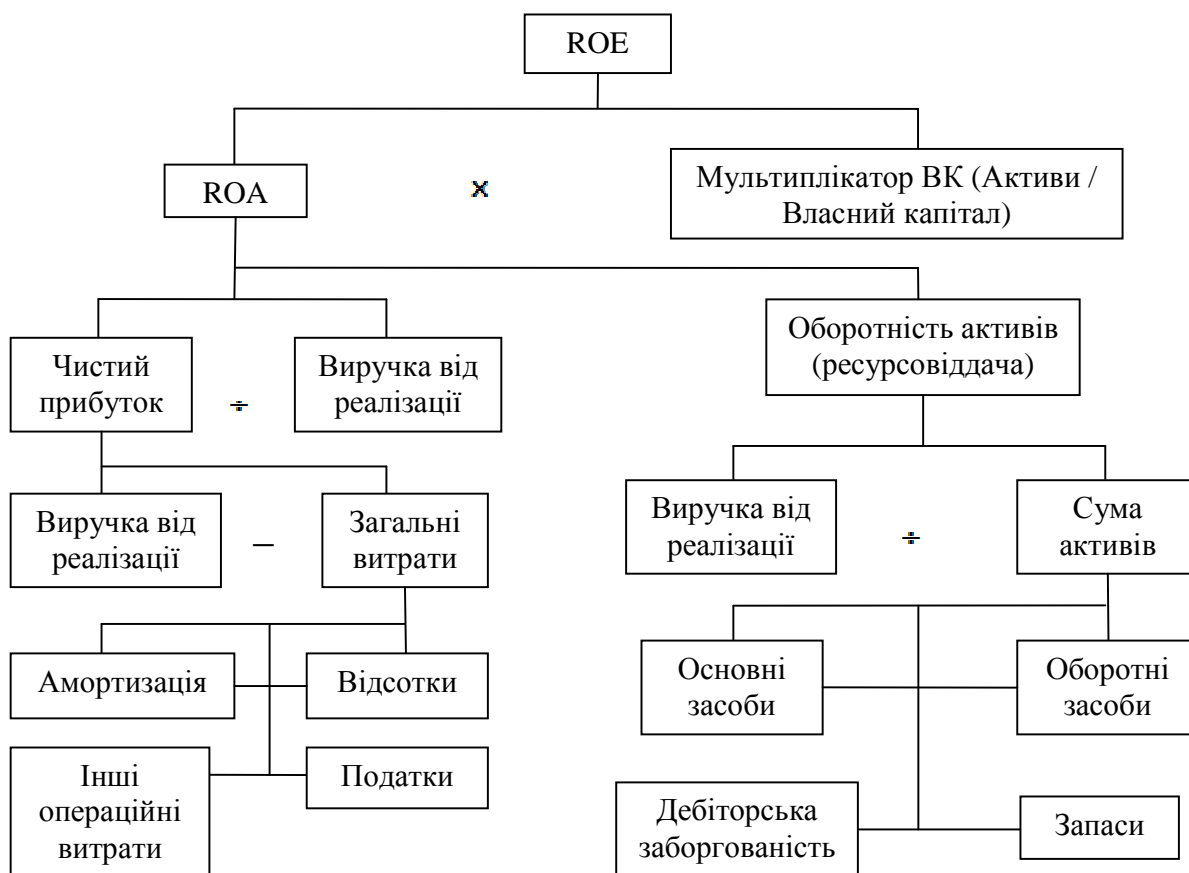 ROE
ROA
×
Мультиплікатор ВК (Активи /
Власний капітал)
Чистий
прибуток
÷
Виручка від
реалізації
Оборотність активів
(ресурсовіддача)
Виручка від
реалізації
–
Загальні
витрати
Виручка від
реалізації
÷
Сума
активів
Амортизація
Відсотки
Основні
засоби
Оборотні
засоби
Інші
операційні
витрати
Податки
Дебіторська
заборгованість
Запаси